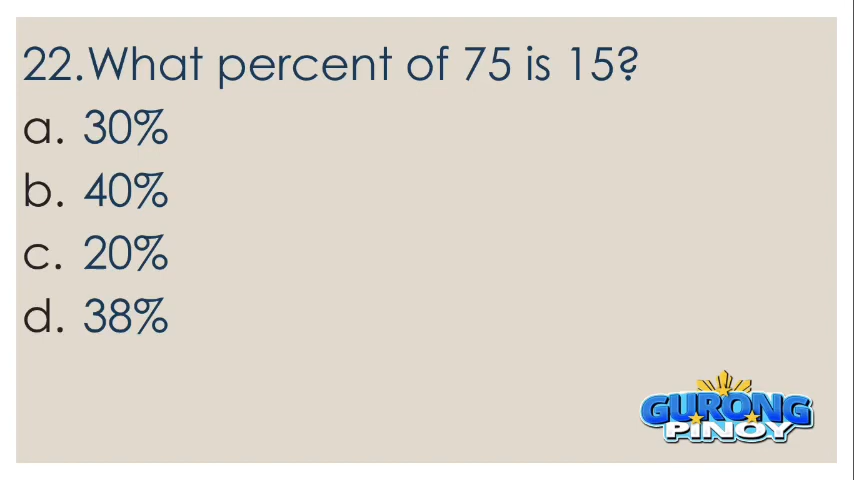 22.What percent of 75 is 15?
a. 30%
b. 40%
c. 20%
d. 38%
GURONG
PINOY